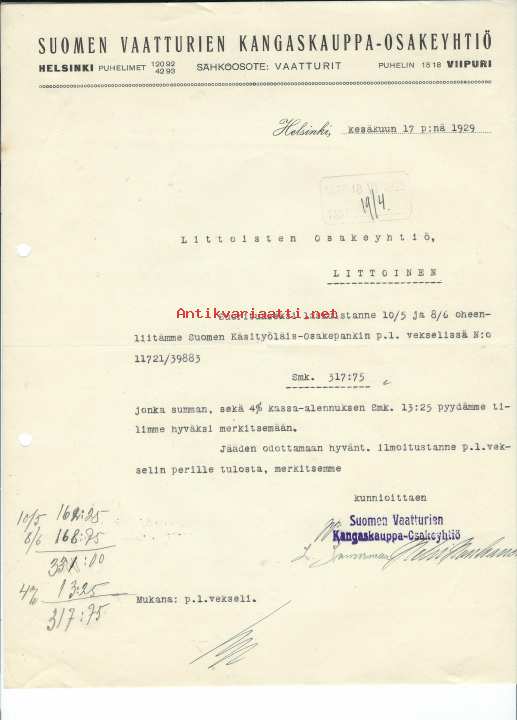 SUOMEN VAATTURIEN KANGASKAUPPA-OSAKEYHTIÖ
HELSINKI PUHELIMET 120 92 42 93 SÄHKÖOSOTE: VAATTURIT PUHELIN 18 18 VIIPURI
Helsinki, kesäkuun 17 p:nä 1929
19/4.
Littoisten Osakeyhtiö,
LITTOINEN
Antikvariaatti.net
10/5 ja 8/6 oheen-
liitämme Suomen Käsityöläis-Osakepankin p.l. vekselissä N:o
11721/39883
Smk. 317:75
jonka summan, sekä 4% kassa-alennuksen Smk. 13:25 pyydämme ti-
limme hyväksi merkitsemään.
Jääden odottamaan hyvänt. ilmoitustanne p.l.vek-
selin perille tulosta, merkitsemme
kunnioittaen
Suomen Vaatturien
Kangaskauppa-Osakeyhtiö
10/5 162:25
8/6 168:75
331:00
4% 13:25
317:75
Mukana: p.l.vekseli.